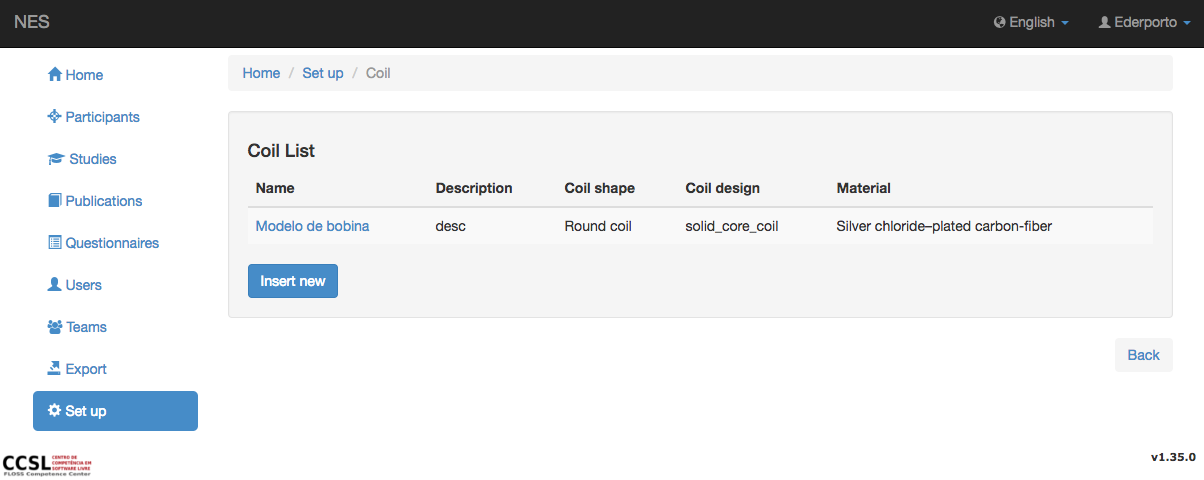 NES English Ederporto
Home
Participants
Studies
Publications
Questionnaires
Users
Teams
Export
Set up
Home / Set up / Coil
Coil List
Name Description Coil shape Coil design Material
Modelo de bobina desc Round coil solid_core_coil Silver chloride–plated carbon-fiber
Insert new
Back
CCSL CENTRO DE
COMPETÊNCIA EM
SOFTWARE LIVRE
FLOSS Competence Center
v1.35.0